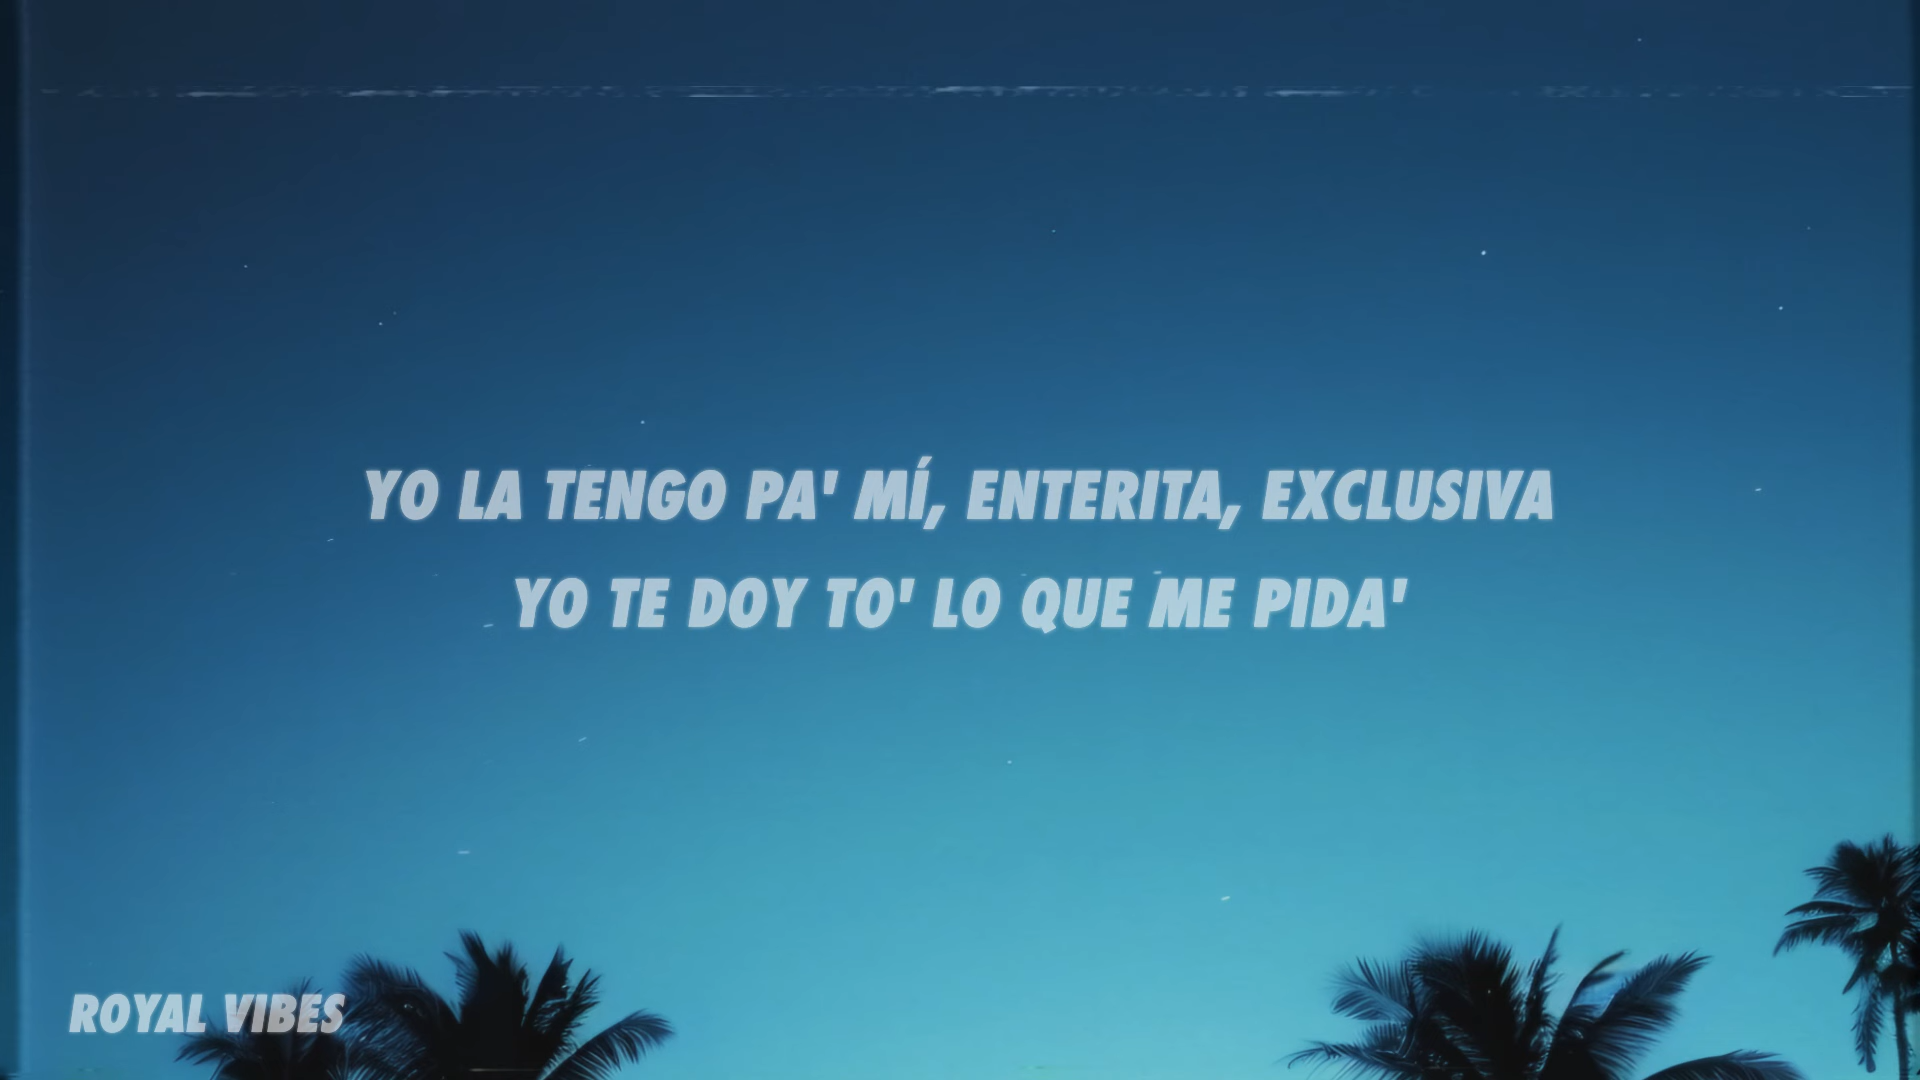 YO LA TENGO PA' MÍ, ENTERITA, EXCLUSIVA
YO TE DOY TO' LO QUE ME PIDA'
ROYAL VIBES